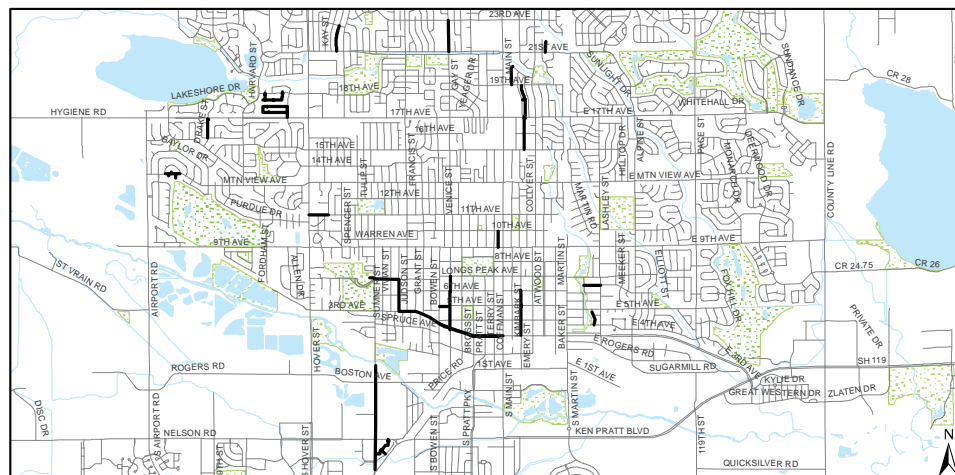 23RD AVE
KAY ST
21ST AVE
GAY ST
YEAGER DR
MAIN ST
19TH AVE
SUNLIGHT DR
SUNDANCE DR
HARVARD ST
LAKESHORE DR
18TH AVE
CR 28
WHITEHALL DR
HYGIENE RD
17TH AVE
E 17TH AVE
DRAKE ST
16TH AVE
15TH AVE
14TH AVE
FRANCIS ST
HILLTOP DR
ALPINE ST
PAGE ST
DEERWOOD DR
MONARCH DR
COUNTY LINE RD
BAYLOR DR
MTN VIEW AVE
TULIP ST
VENICE ST
COLLYER ST
MARTIN RD
LASHLEY ST
E MTN VIEW AVE
12TH AVE
PURDUE DR
11TH AVE
SPENCER ST
10TH AVE
WARREN AVE
9TH AVE
E 9TH AVE
FORDHAM ST
8TH AVE
LONGS PEAK AVE
ST VRAIN RD
AIRPORT RD
ALLEN DR
VIVIAN ST
JUDSON ST
GRANT ST
BOWEN ST
6TH AVE
ATWOOD ST
MARTIN ST
MEEKER ST
ELLIOTT ST
FOX HILL DR
CR 24.75
CR 26
3RD AVE
SPRUCE AVE
BROSS ST
PRATT ST
TERRY ST
COFFMAN ST
KIMBARK ST
EMERY ST
BAKER ST
E 5TH AVE
E 4TH AVE
PRIVATE DR
HOVER ST
E ROGERS RD
E 3RD AVE
ROGERS RD
BOSTON AVE
PRICE RD
1ST AVE
E 1ST AVE
SUGARMILL RD
SH 119
KYLIE DR
GREAT WESTERN DR
ZLATEN DR
DISC DR
S AIRPORT RD
NELSON RD
S HOVER ST
S BOWEN ST
S PRATT PKY
S MAIN ST
S MARTIN ST
KEN PRATT BLVD
119TH ST
QUICKSILVER RD
N